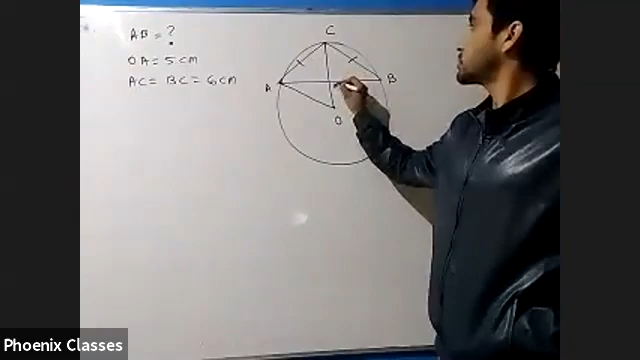 AB = ?
OA = 5 CM
AC = BC = 6 CM
C
A
B
O
Phoenix Classes